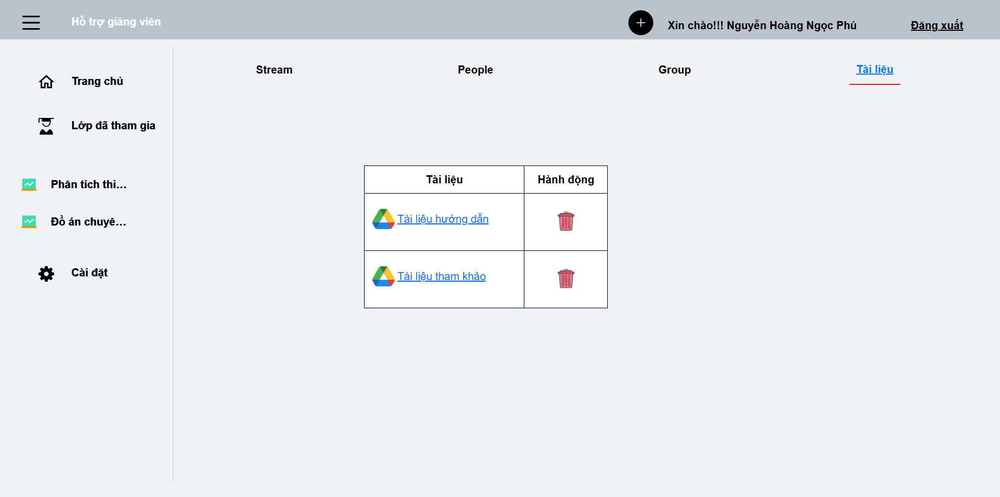 Hỗ trợ giảng viên
Xin chào!!! Nguyễn Hoàng Ngọc Phú
Đăng xuất
Trang chủ
Lớp đã tham gia
Phân tích thi...
Đồ án chuyê...
Cài đặt
Stream
People
Group
Tài liệu
Tài liệu
Hành động
Tài liệu hướng dẫn
Tài liệu tham khảo